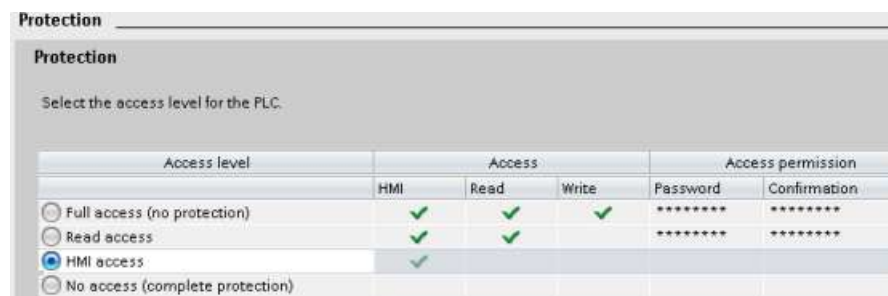 Protection
Protection
Select the access level for the PLC.
Access level Access Access permission
HMI Read Write Password Confirmation
Full access (no protection) ******** ********
Read access ******** ********
HMI access
No access (complete protection)